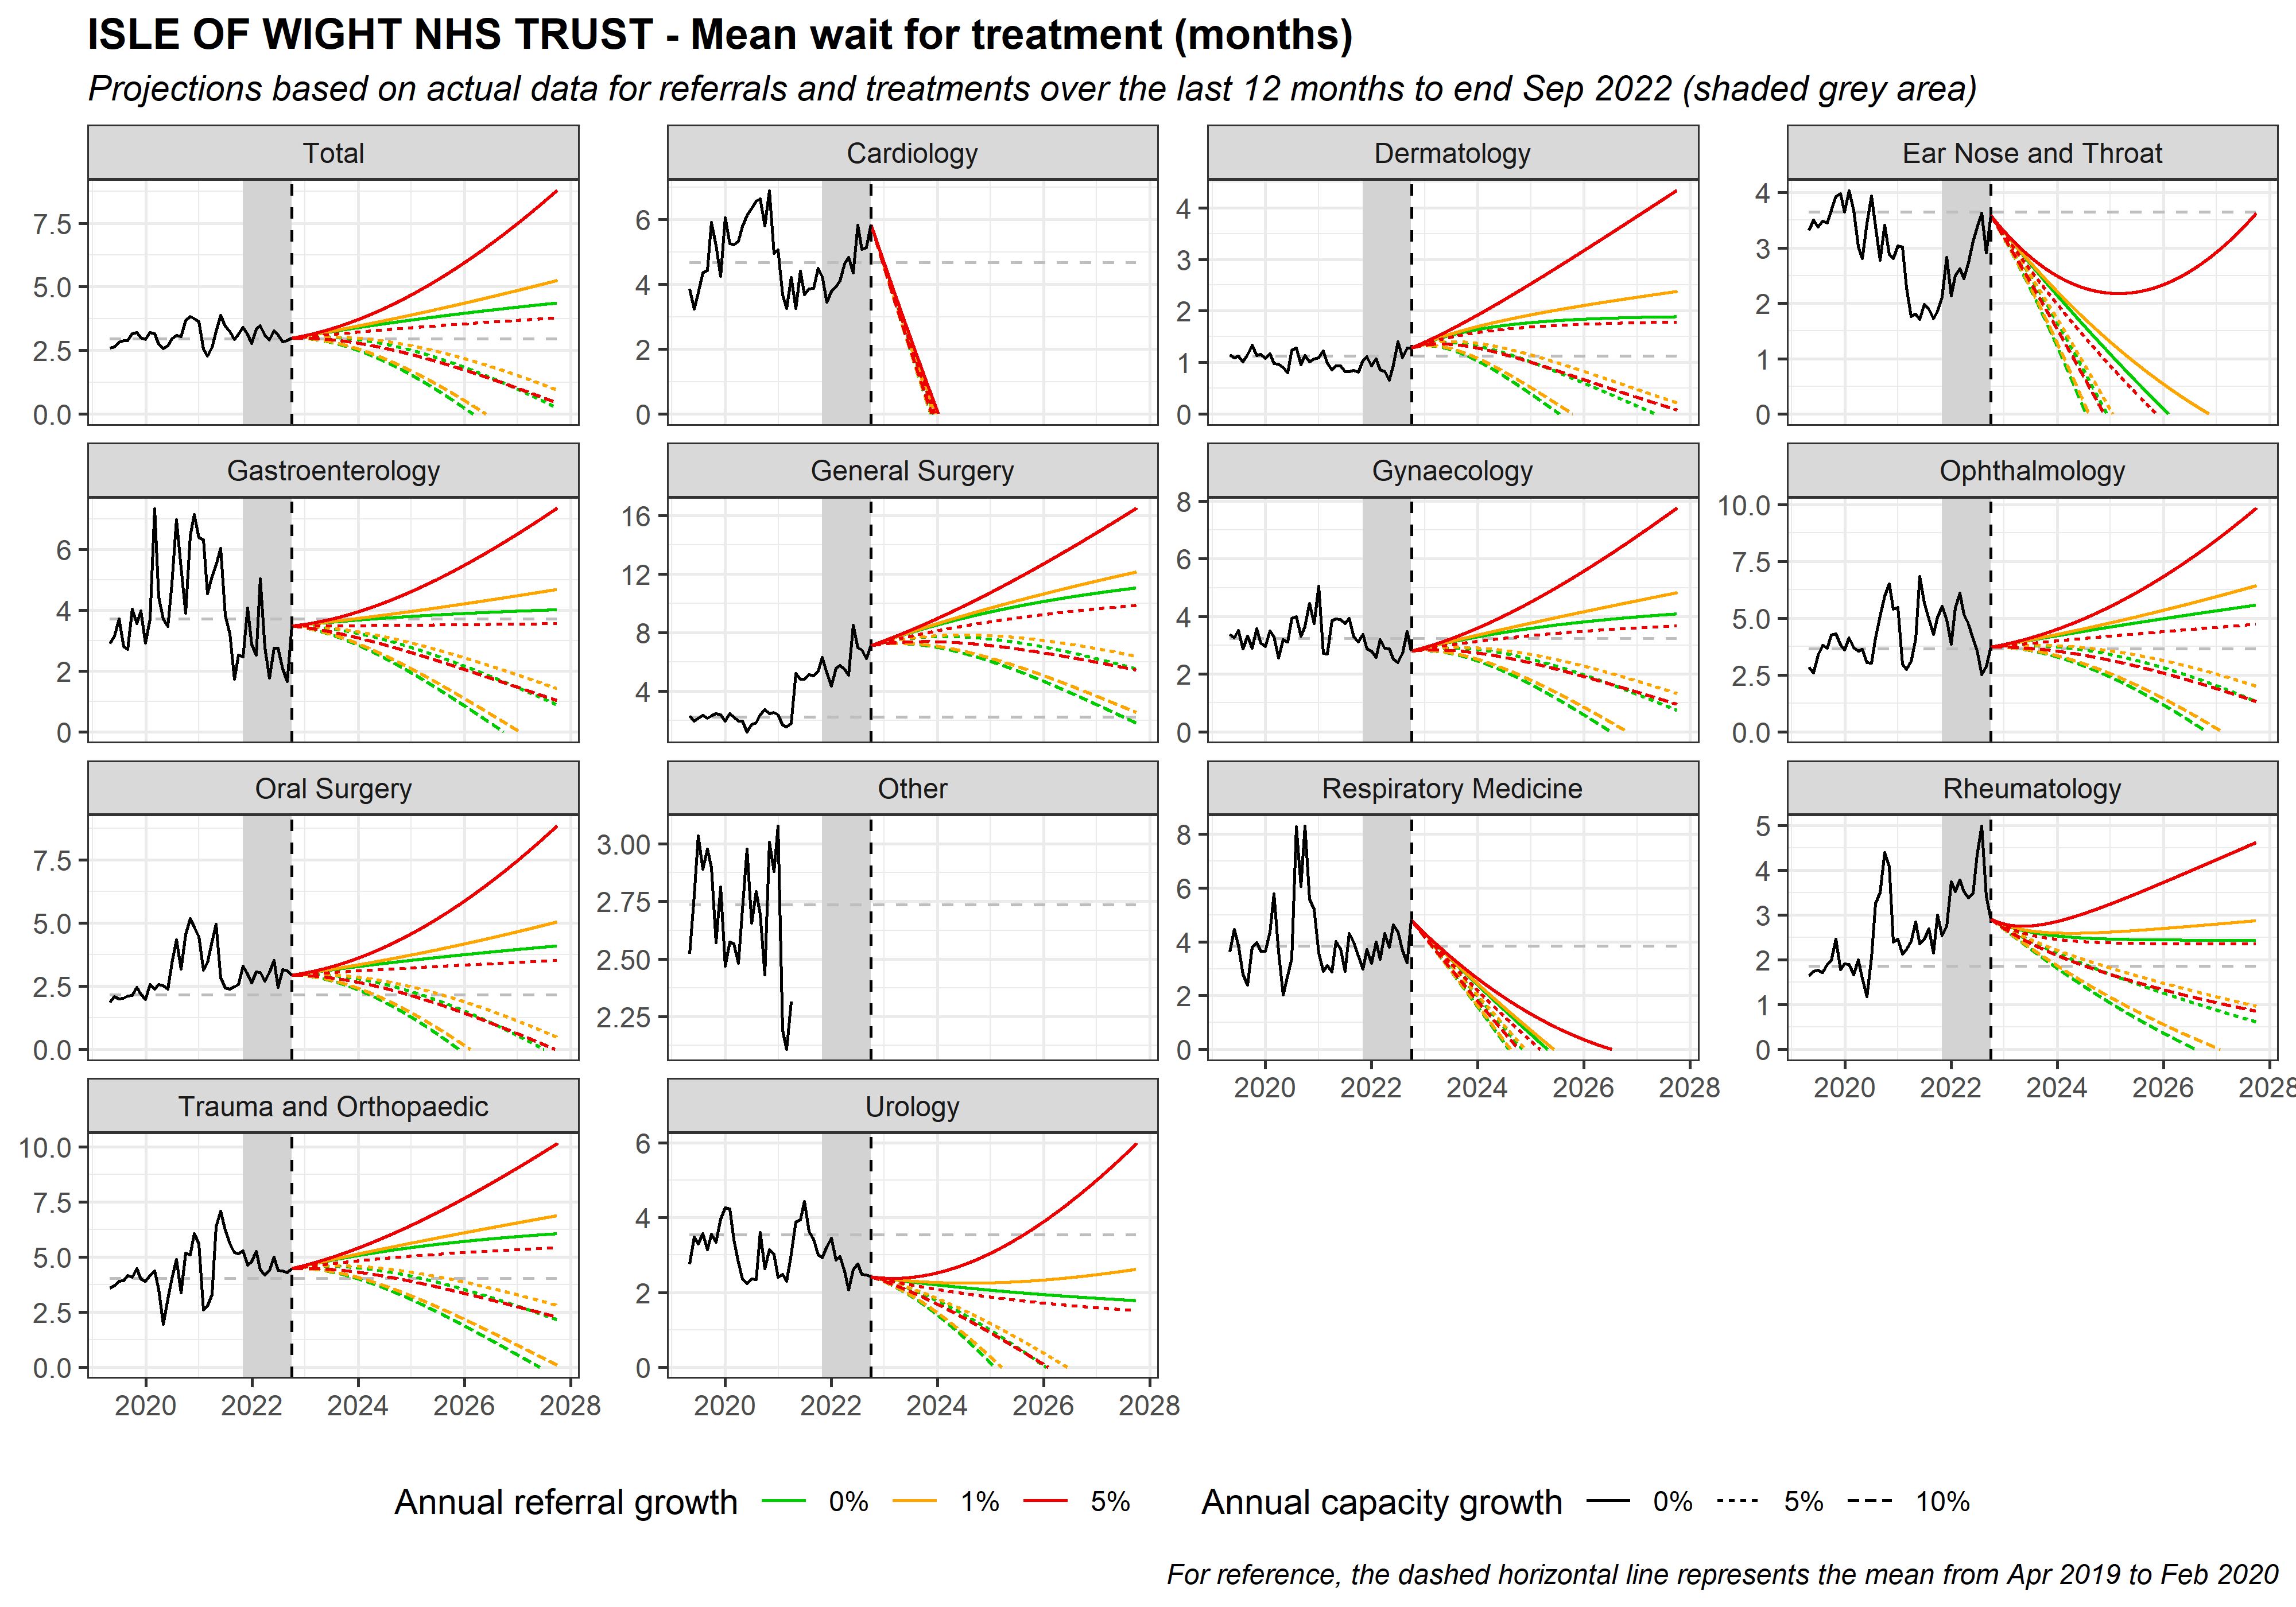 ISLE OF WIGHT NHS TRUST - Mean wait for treatment (months)
Projections based on actual data for referrals and treatments over the last 12 months to end Sep 2022 (shaded grey area)
Total
Cardiology
Dermatology
Ear Nose and Throat
7.5
5.0
2.5
0.0
6
4
2
0
4
3
2
1
0
4
3
2
1
0
Gastroenterology
General Surgery
Gynaecology
Ophthalmology
6
4
2
0
16
12
8
4
8
6
4
2
0
10.0
7.5
5.0
2.5
0.0
Oral Surgery
Other
Respiratory Medicine
Rheumatology
7.5
5.0
2.5
0.0
3.00
2.75
2.50
2.25
8
6
4
2
0
5
4
3
2
1
0
2020 2022 2024 2026 2028
2020 2022 2024 2026 2028
Trauma and Orthopaedic
Urology
10.0
7.5
5.0
2.5
0.0
6
4
2
0
2020 2022 2024 2026 2028
2020 2022 2024 2026 2028
Annual referral growth 0% 1% 5%
Annual capacity growth 0% 5% 10%
For reference, the dashed horizontal line represents the mean from Apr 2019 to Feb 2020